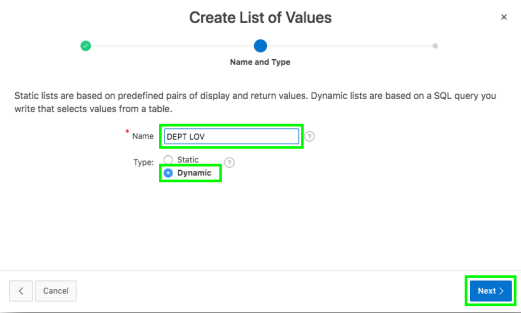 Create List of Values
×
Name and Type
Static lists are based on predefined pairs of display and return values. Dynamic lists are based on a SQL query you
write that selects values from a table.
* Name DEPT LOV ?
Type: Static ?
Dynamic
< Cancel Next >